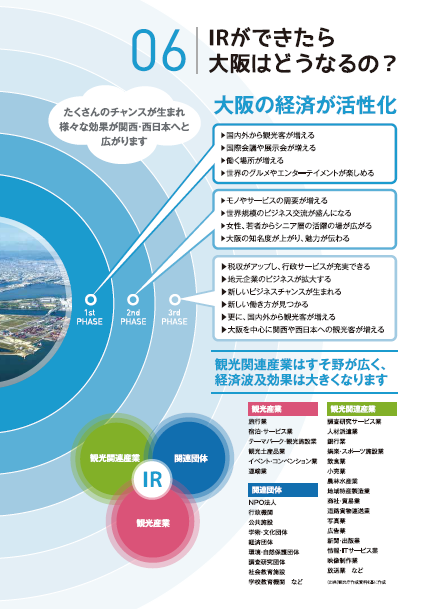 06
IRができたら
大阪はどうなるの？
大阪の経済が活性化
たくさんのチャンスが生まれ
様々な効果が関西・西日本へと
広がります
▶国内外から観光客が増える
▶国際会議や展示会が増える
▶働く場所が増える
▶世界のグルメやエンターテイメントが楽しめる
▶モノやサービスの需要が増える
▶世界規模のビジネス交流が盛んになる
▶女性、若者からシニア層の活躍の場が広がる
▶大阪の知名度が上がり、魅力が伝わる
▶税収がアップし、行政サービスが充実できる
▶地元企業のビジネスが拡大する
▶新しいビジネスチャンスが生まれる
▶新しい働き方が見つかる
▶更に、国内外から観光客が増える
▶大阪を中心に関西や西日本への観光客が増える
1st
PHASE
2nd
PHASE
3rd
PHASE
観光関連産業はすそ野が広く、
経済波及効果は大きくなります
観光関連産業
関連団体
IR
観光産業
観光産業
旅行業
宿泊・サービス業
テーマパーク・観光施設業
観光土産品業
イベント・コンベンション業
運輸業
関連団体
NPO法人
行政機関
公共施設
学術・文化団体
経済団体
環境・自然保護団体
調査研究団体
社会教育施設
学校教育機関 など
観光関連産業
調査研究サービス業
人材派遣業
銀行業
娯楽・スポーツ施設業
飲食業
小売業
農林水産業
地域特産製造業
商社・貿易業
道路貨物運送業
写真業
広告業
新聞・出版業
情報・ITサービス業
映像制作業
放送業 など